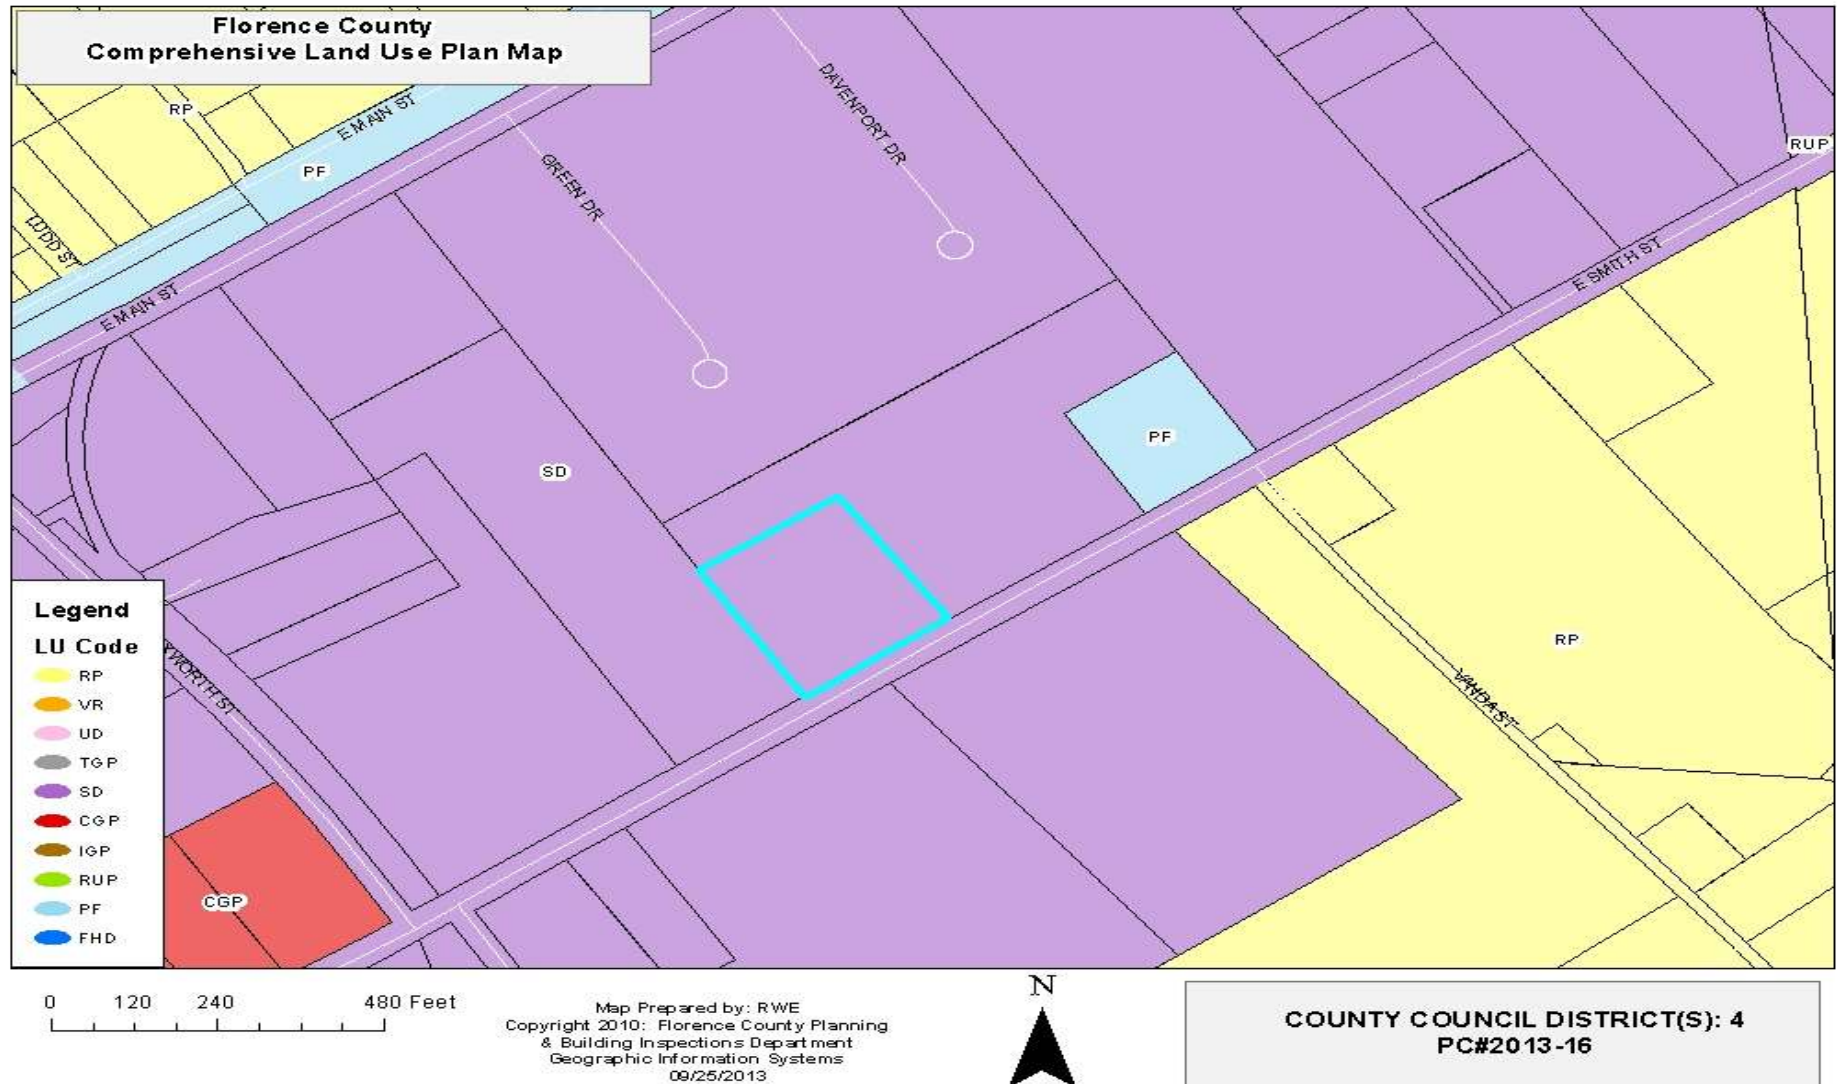 Florence County
Comprehensive Land Use Plan Map
RP
E MAIN ST
PF
LUDD ST
E MAIN ST
GREEN DR
DAVENPORT DR
RUP
E SMITH ST
PF
SD
RP
VANDA ST
CGP
Legend
LU Code
RP
VR
UD
TGP
SD
CGP
IGP
RUP
PF
FHD
0 120 240 480 Feet
Map Prepared by: RWE
Copyright 2010: Florence County Planning
& Building Inspections Department
Geographic Information Systems
09/25/2013
N
COUNTY COUNCIL DISTRICT(S): 4
PC#2013-16